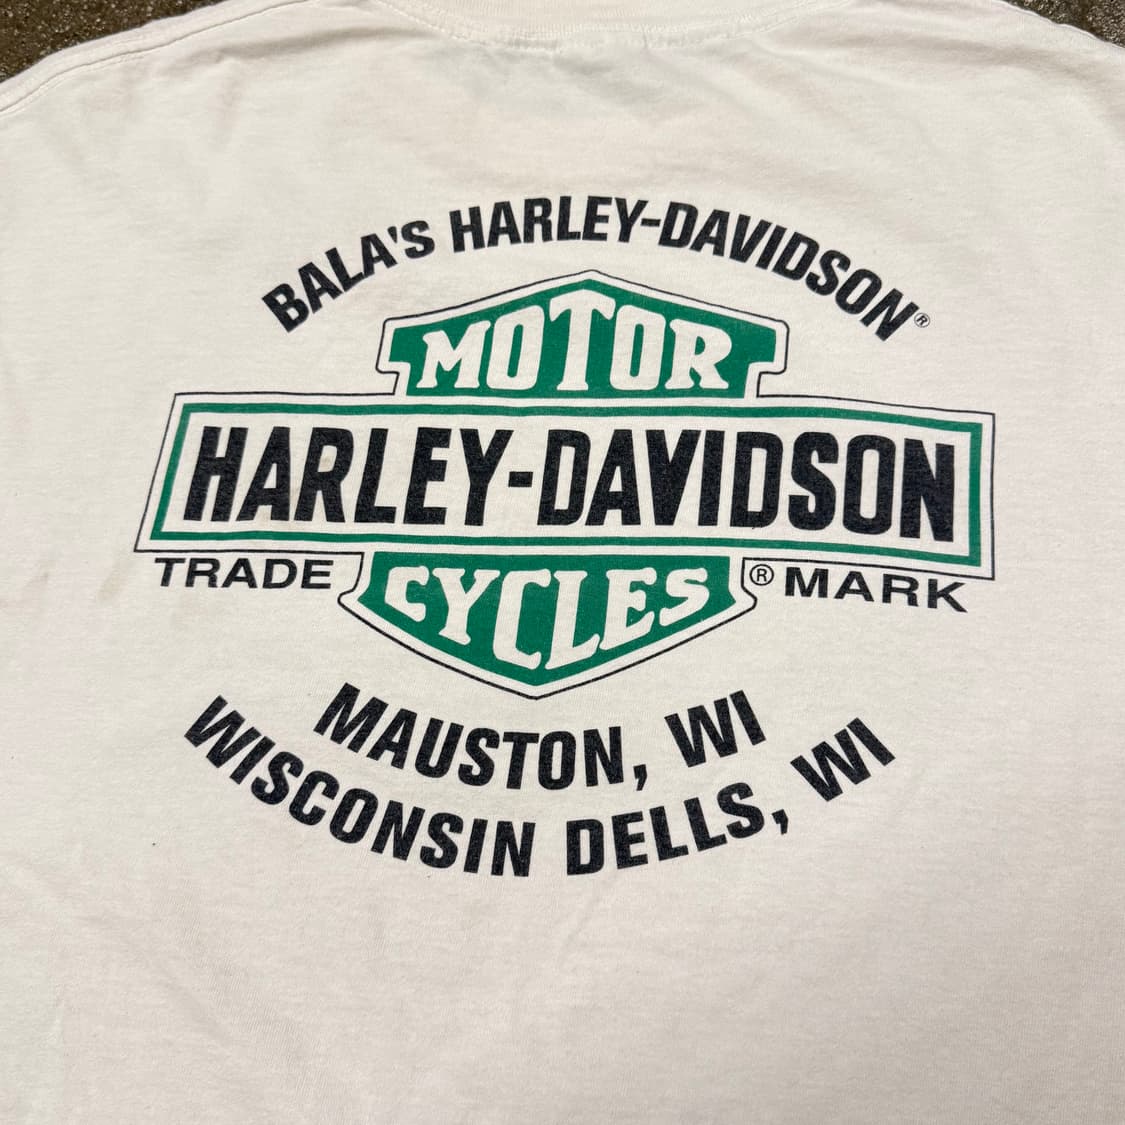 BALA'S HARLEY-DAVIDSON®
MOTOR
HARLEY-DAVIDSON
TRADE ® MARK
CYCLES
MAUSTON, WI
WISCONSIN DELLS, WI